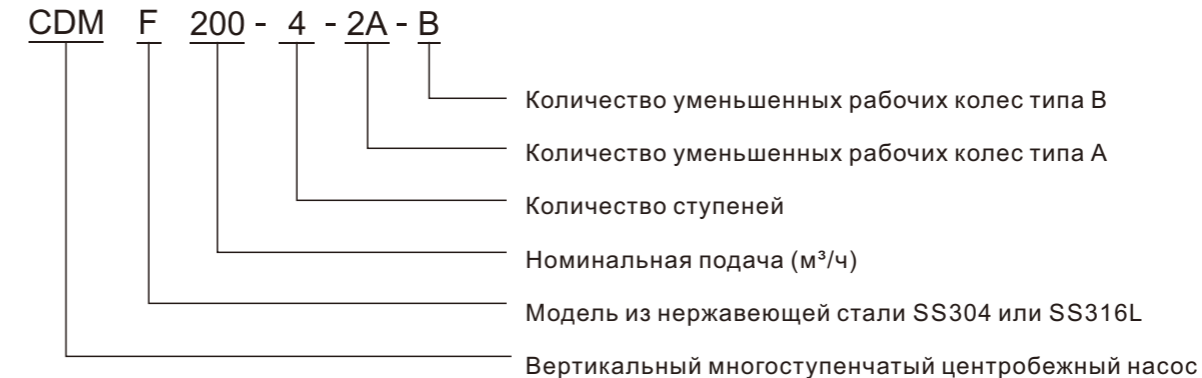 CDM F 200 - 4 - 2A - B
Количество уменьшенных рабочих колес типа B
Количество уменьшенных рабочих колес типа А
Количество ступеней
Номинальная подача (м³/ч)
Модель из нержавеющей стали SS304 или SS316L
Вертикальный многоступенчатый центробежный насос